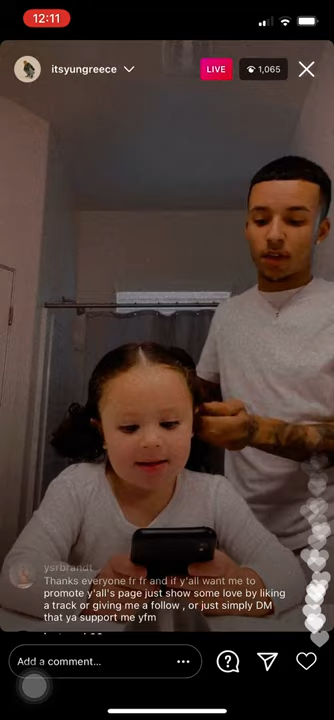 12:11
itsyungreece
LIVE
1,065
ysrbrandt
Thanks everyone fr fr and if y'all want me to
promote y'all's page just show some love by liking
a track or giving me a follow , or just simply DM
that ya support me yfm
Add a comment...